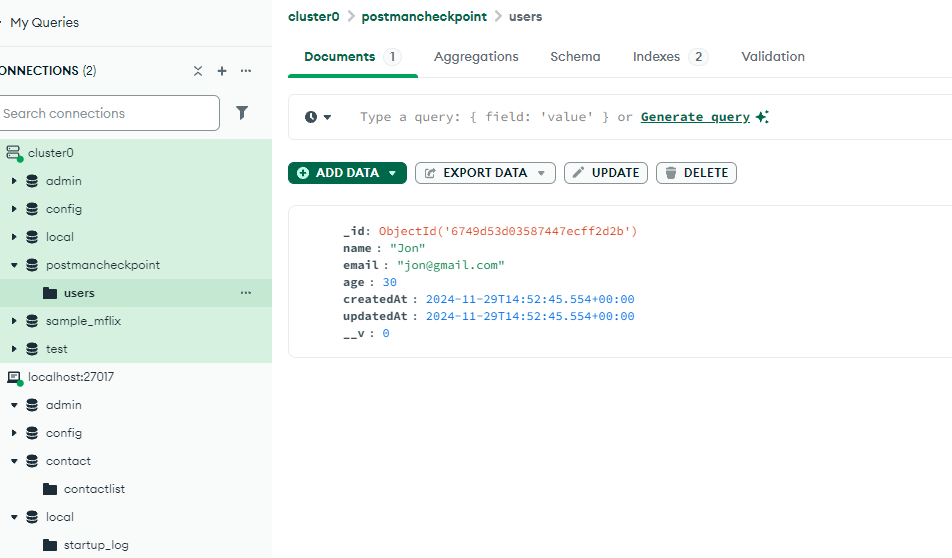 My Queries
ONNECTIONS (2)
Search connections
cluster0
admin
config
local
postmancheckpoint
users
sample_mflix
test
localhost:27017
admin
config
contact
contactlist
local
startup_log
cluster0 > postmancheckpoint > users
Documents 1 Aggregations Schema Indexes 2 Validation
Type a query: { field: 'value' } or Generate query
ADD DATA EXPORT DATA UPDATE DELETE
_id: ObjectId('6749d53d03587447ecff2d2b')
name : "Jon"
email : "jon@gmail.com"
age : 30
createdAt : 2024-11-29T14:52:45.554+00:00
updatedAt : 2024-11-29T14:52:45.554+00:00
__v : 0